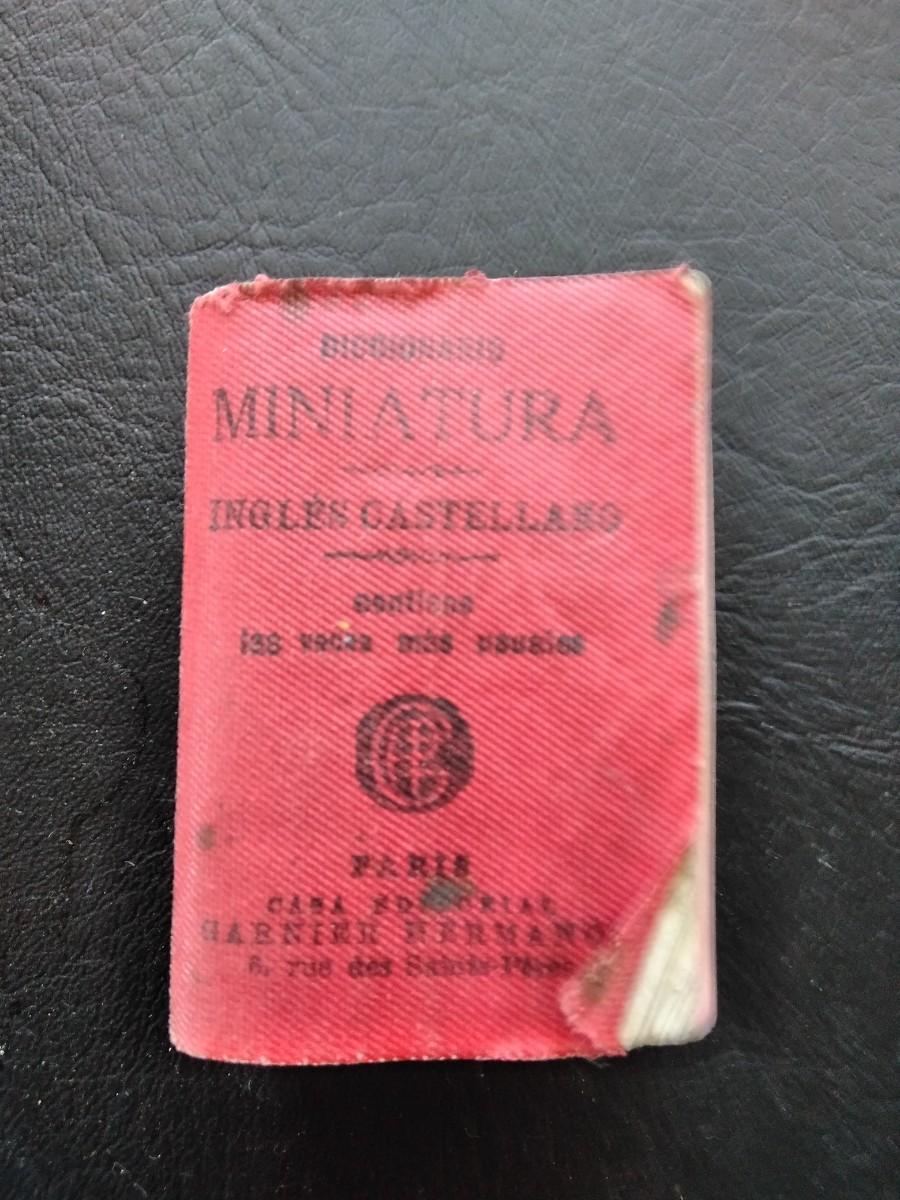 DICCIONARIO
MINIATURA
INGLÉS CASTELLANO
contiene
las voces más usuales
PARIS
CASA EDITORIAL
GARNIER HERMANOS
6, rue des Saints-Pères